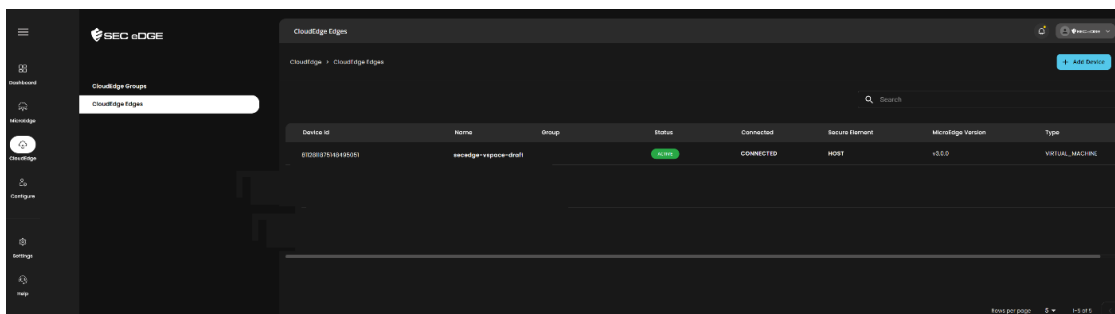 SEC eDGE
CloudEdge Edges
CloudEdge > CloudEdge Edges
+ Add Device
Dashboard
CloudEdge Groups
CloudEdge Edges
Search
MicroEdge
Device Id Name Group Status Connected Secure Element MicroEdge Version Type
CloudEdge
secedge-vspace-draft ACTIVE CONNECTED HOST v3.0.0 VIRTUAL_MACHINE
Configure
Settings
Help
Rows per page 5 1-5 of 5